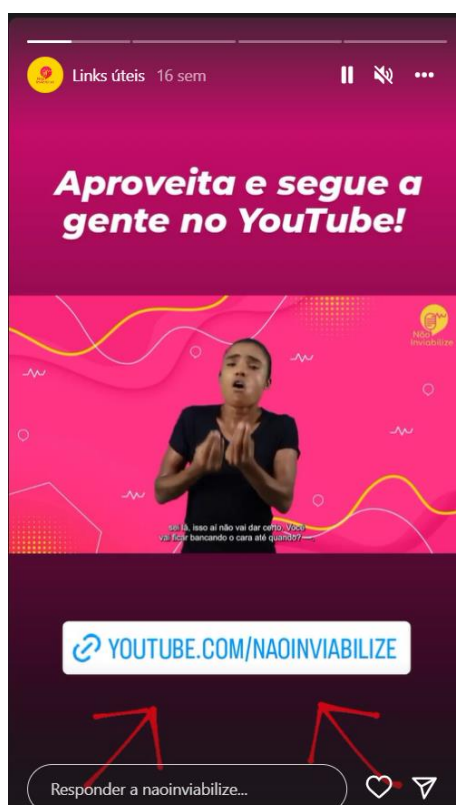 Links úteis 16 sem
Aproveita e segue a
gente no YouTube!
Não
Inviabilize
sei lá, isso aí não vai dar certo. Você
vai ficar bancando o cara até quando? —
YOUTUBE.COM/NAOINVIABILIZE
Responder a naoinviabilize...